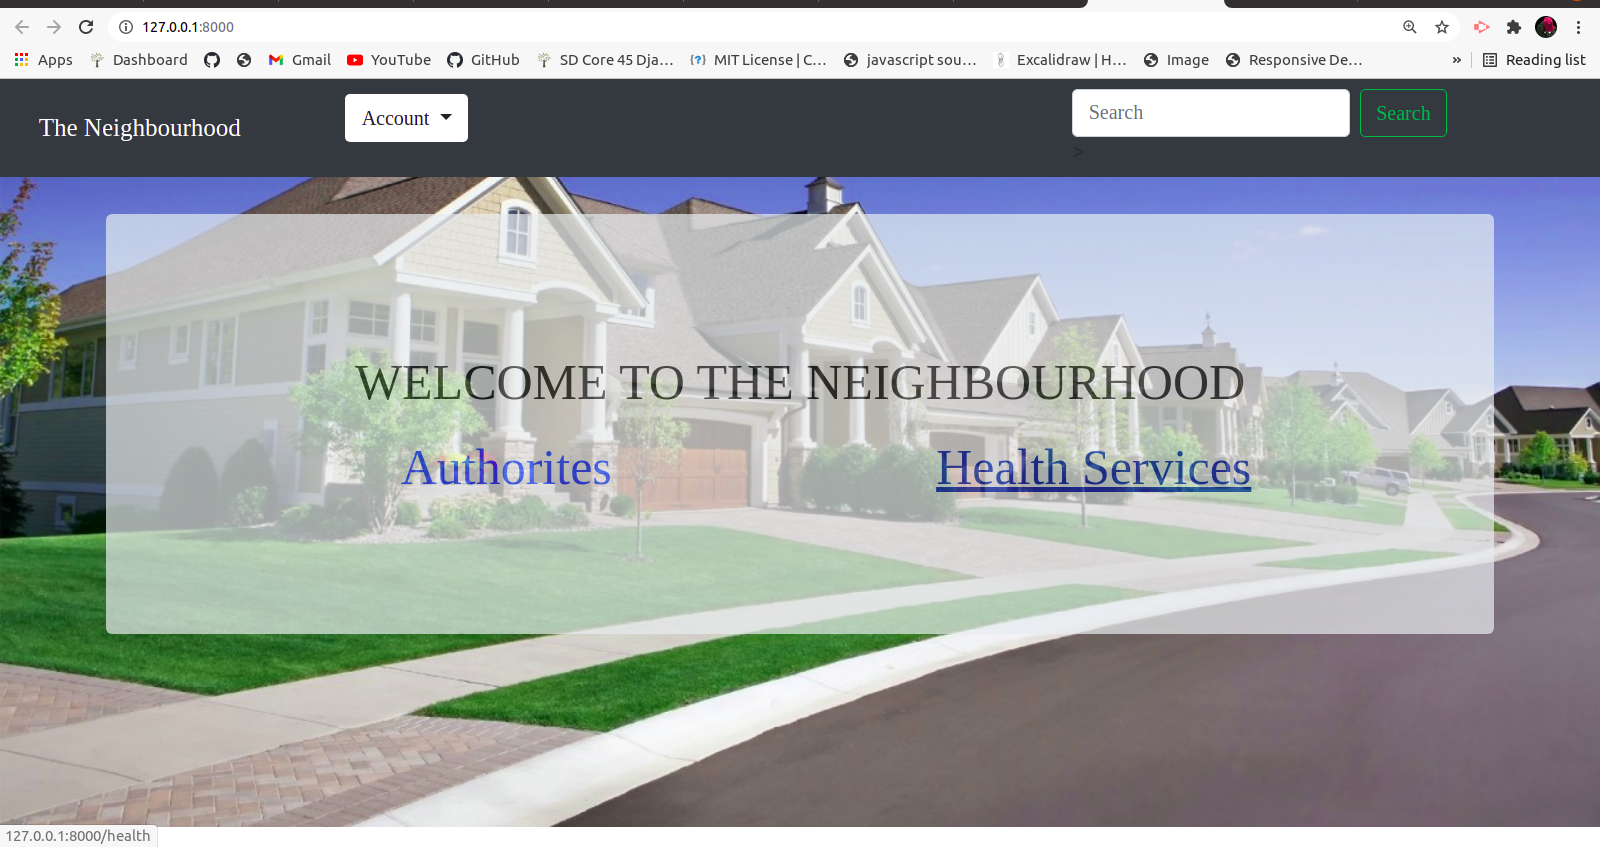 127.0.0.1:8000
Apps Dashboard Gmail YouTube GitHub SD Core 45 Dja... MIT License | C... javascript sou... Excalidraw | H... Image Responsive De... » Reading list
The Neighbourhood Account Search Search
>
WELCOME TO THE NEIGHBOURHOOD
Authorites Health Services
127.0.0.1:8000/health